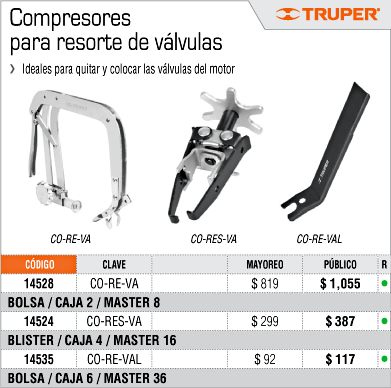 Compresores
para resorte de válvulas
TRUPER®
❯ Ideales para quitar y colocar las válvulas del motor
TRUPER
CO-RE-VA
CO-RES-VA
CO-RE-VAL
CÓDIGO CLAVE MAYOREO PÚBLICO R
14528 CO-RE-VA $ 819 $ 1,055 •
BOLSA / CAJA 2 / MASTER 8
14524 CO-RES-VA $ 299 $ 387 •
BLISTER / CAJA 4 / MASTER 16
14535 CO-RE-VAL $ 92 $ 117 •
BOLSA / CAJA 6 / MASTER 36